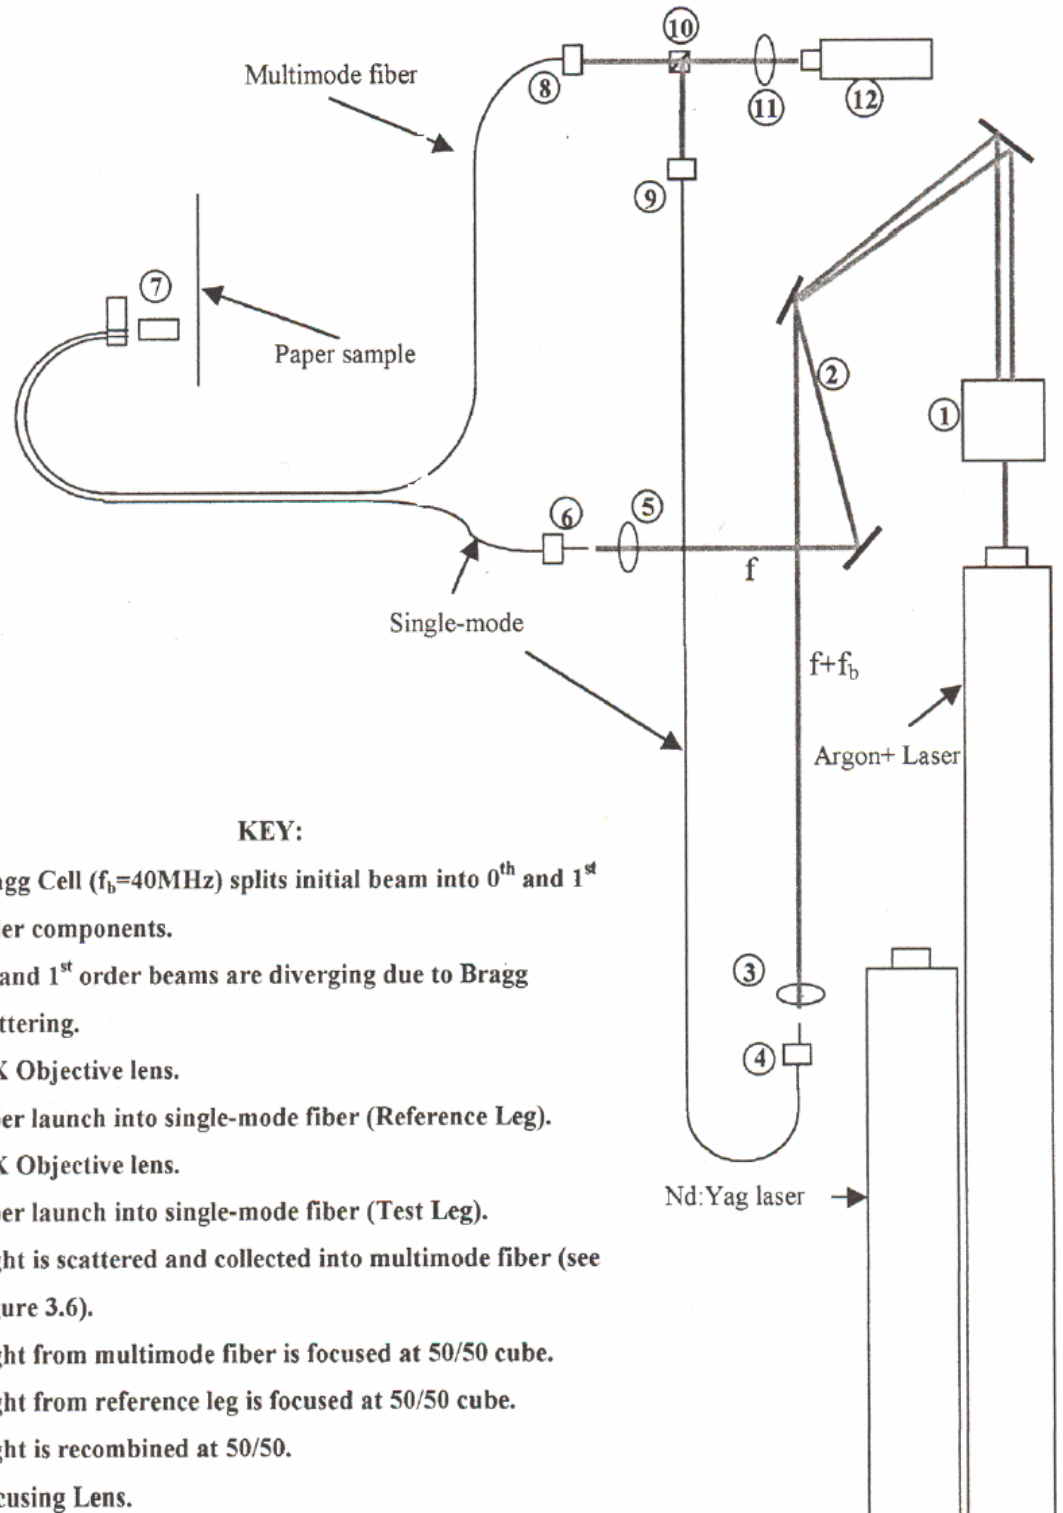 10
Multimode fiber
8
11
12
9
7
Paper sample
2
1
6
5
f
Single-mode
f+fb
Argon+ Laser
KEY:
agg Cell (fb=40MHz) splits initial beam into 0th and 1st
er components.
and 1st order beams are diverging due to Bragg
ttering.
3
X Objective lens.
4
er launch into single-mode fiber (Reference Leg).
X Objective lens.
Nd:Yag laser
er launch into single-mode fiber (Test Leg).
ght is scattered and collected into multimode fiber (see
ure 3.6).
ght from multimode fiber is focused at 50/50 cube.
ght from reference leg is focused at 50/50 cube.
ght is recombined at 50/50.
cusing Lens.